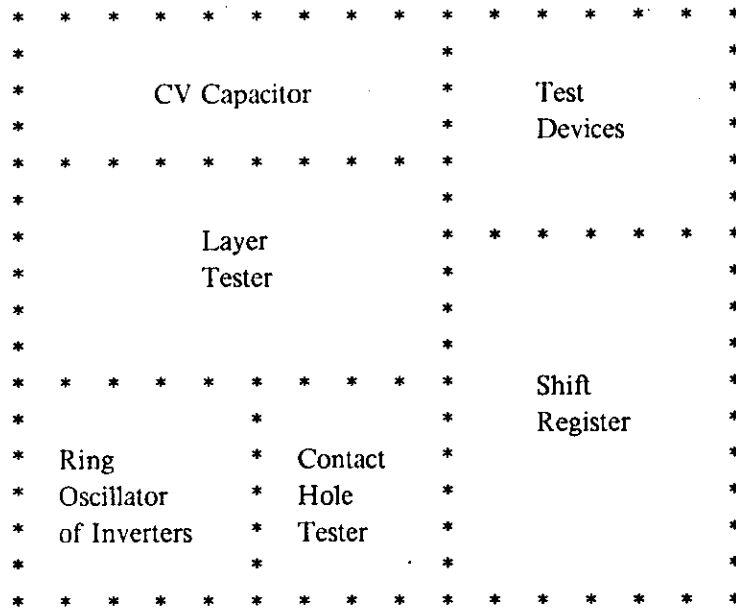 CV Capacitor
Test
Devices
Layer
Tester
Shift
Register
Ring
Oscillator
of Inverters
Contact
Hole
Tester